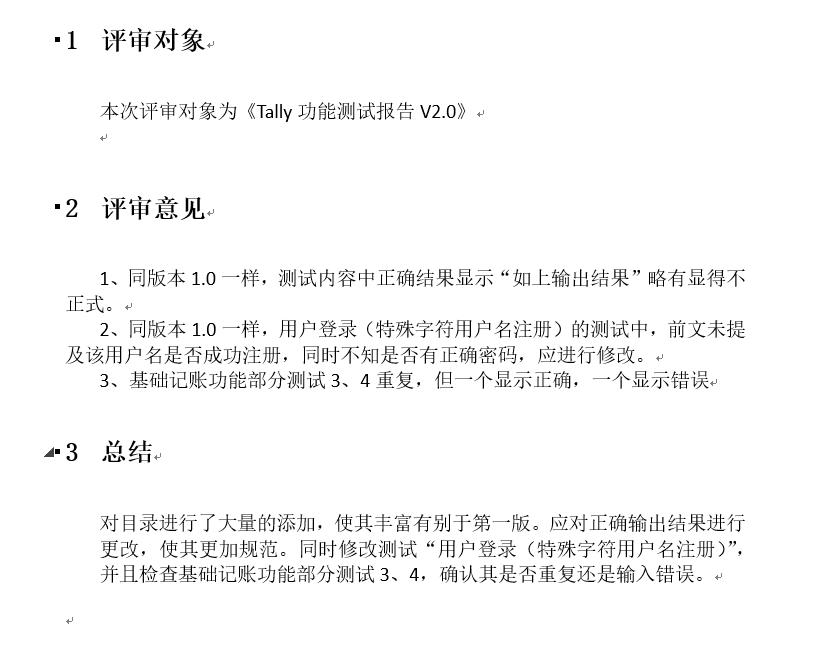 1 评审对象
本次评审对象为《Tally 功能测试报告 V2.0》
2 评审意见
1、同版本 1.0 一样，测试内容中正确结果显示“如上输出结果”略有显得不
正式。
2、同版本 1.0 一样，用户登录（特殊字符用户名注册）的测试中，前文未提
及该用户名是否成功注册，同时不知是否有正确密码，应进行修改。
3、基础记账功能部分测试 3、4 重复，但一个显示正确，一个显示错误
3 总结
对目录进行了大量的添加，使其丰富有别于第一版。应对正确输出结果进行
更改，使其更加规范。同时修改测试“用户登录（特殊字符用户名注册）”，
并且检查基础记账功能部分测试 3、4，确认其是否重复还是输入错误。